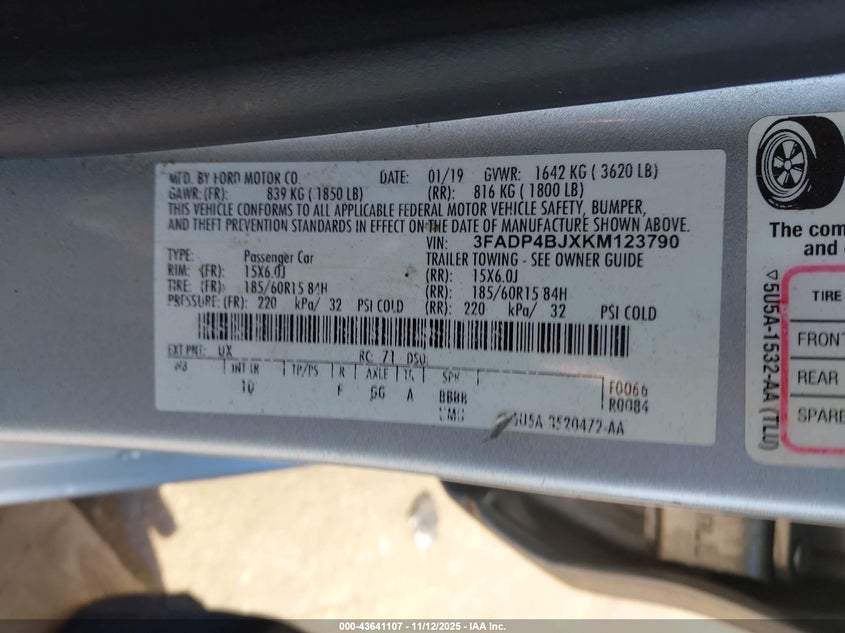 MFD. BY FORD MOTOR CO. DATE: 01/19 GVWR: 1642 KG ( 3620 LB)
GAWR: (FR): 839 KG ( 1850 LB) (RR): 816 KG ( 1800 LB)
THIS VEHICLE CONFORMS TO ALL APPLICABLE FEDERAL MOTOR VEHICLE SAFETY, BUMPER,
AND THEFT PREVENTION STANDARDS IN EFFECT ON THE DATE OF MANUFACTURE SHOWN ABOVE.
VIN: 3FADP4BJXKM123790
TYPE: Passenger Car TRAILER TOWING - SEE OWNER GUIDE
RIM: (FR): 15X6.0J (RR): 15X6.0J
TIRE: (FR): 185/60R15 84H (RR): 185/60R15 84H
PRESSURE: (FR): 220 kPa/ 32 PSI COLD (RR): 220 kPa/ 32 PSI COLD
EXT PNT: UX RC: 71 DSO:
WB INT TR TP/PS R AXLE TR SPR F0066
10 F 6G A BBBB R0084
5U5A-1532-AA (TLU)
The com
and c
TIRE
FRONT
REAR
SPARE
000-43641107 - 11/12/2025 - IAA Inc.